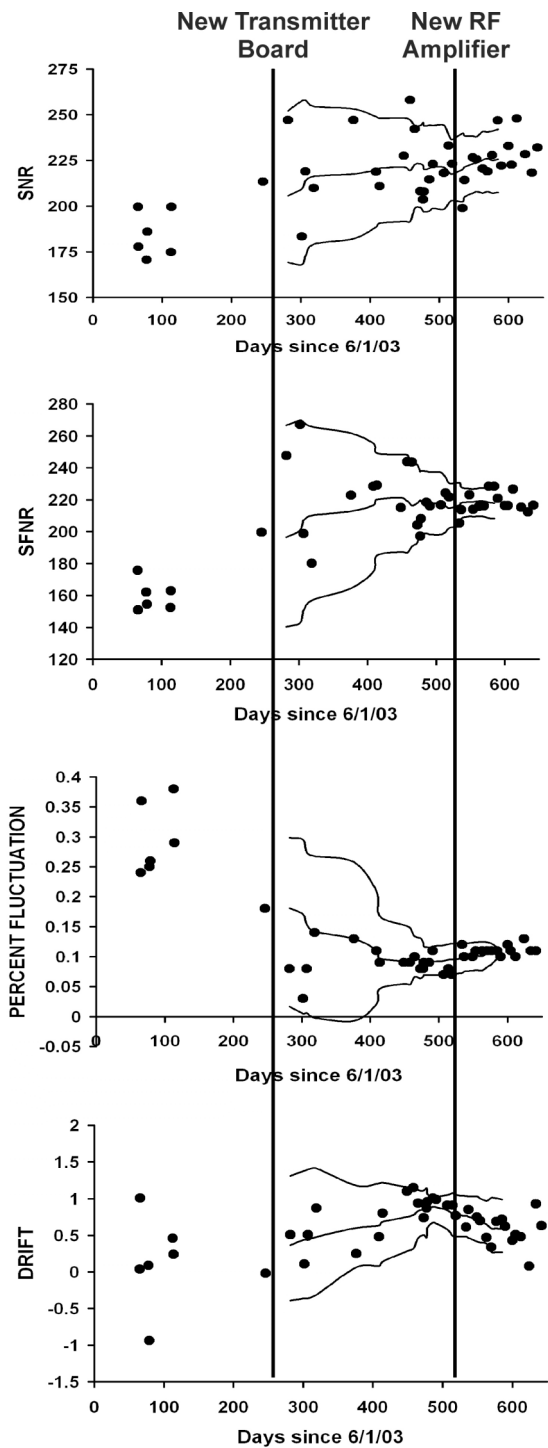 New Transmitter Board
New RF Amplifier
SNR
275
250
225
200
175
150
0 100 200 300 400 500 600
Days since 6/1/03
SFNR
280
260
240
220
200
180
160
140
120
0 100 200 300 400 500 600
Days since 6/1/03
PERCENT FLUCTUATION
0.4
0.35
0.3
0.25
0.2
0.15
0.1
0.05
0
-0.05
0 100 200 300 400 500 600
Days since 6/1/03
DRIFT
2
1.5
1
0.5
0
-0.5
-1
-1.5
0 100 200 300 400 500 600
Days since 6/1/03